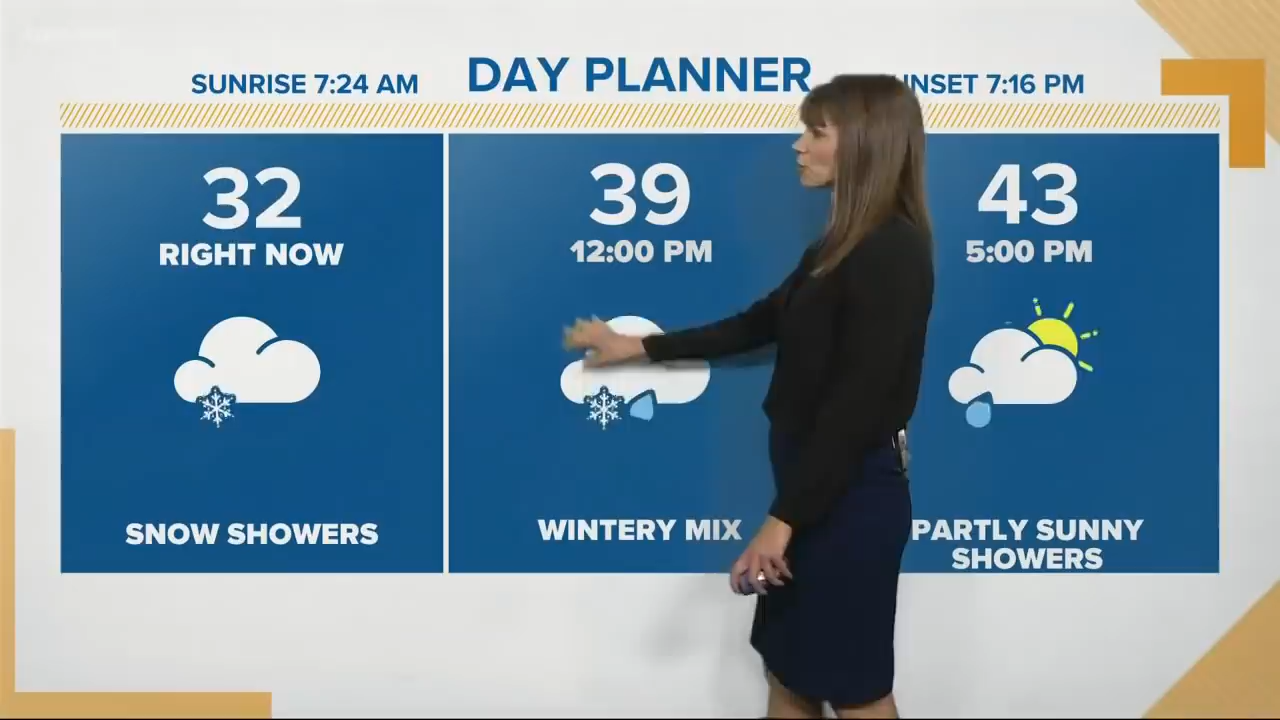 SUNRISE 7:24 AM
DAY PLANNER
NSET 7:16 PM
32
RIGHT NOW
SNOW SHOWERS
39
12:00 PM
WINTERY MIX
43
5:00 PM
PARTLY SUNNY
SHOWERS